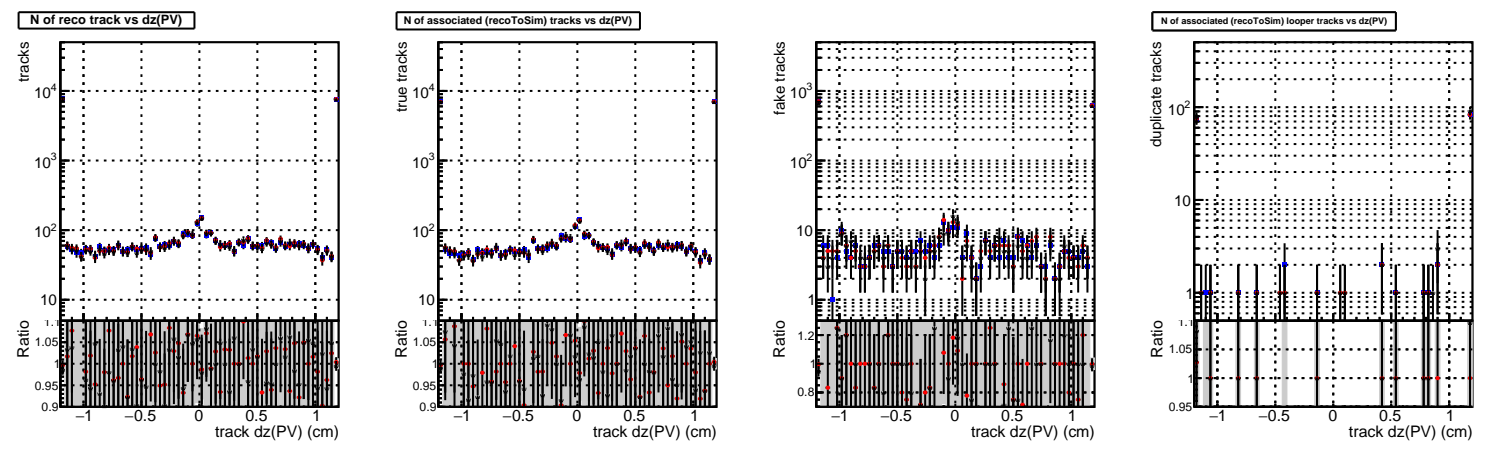 N of reco track vs dz(PV)
tracks
10^4
10^3
10^2
10
Ratio
1.1
1.05
0.95
0.9
−1 −0.5 0 0.5 1
track dz(PV) (cm)
N of associated (recoToSim) tracks vs dz(PV)
true tracks
10^4
10^3
10^2
10
Ratio
1.1
1.05
0.95
0.9
−1 −0.5 0 0.5 1
track dz(PV) (cm)
fake tracks
10^3
10^2
10
1
Ratio
1.2
1
0.8
−1 −0.5 0 0.5 1
track dz(PV) (cm)
N of associated (recoToSim) looper tracks vs dz(PV)
duplicate tracks
10^2
10
1
Ratio
1.1
1.05
1
0.95
−1 −0.5 0 0.5 1
track dz(PV) (cm)